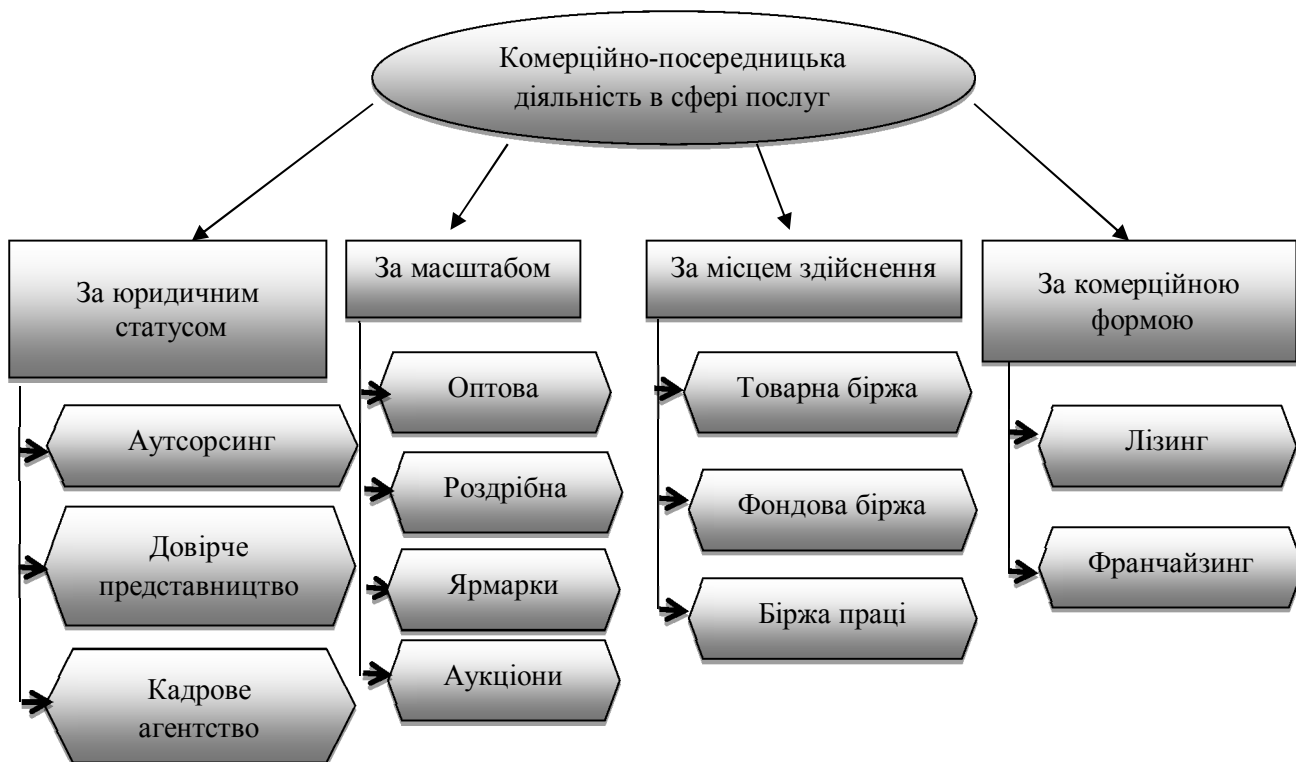 Комерційно-посередницька
діяльність в сфері послуг
За юридичним
статусом
Аутсорсинг
Довірче
представництво
Кадрове
агентство
За масштабом
Оптова
Роздрібна
Ярмарки
Аукціони
За місцем здійснення
Товарна біржа
Фондова біржа
Біржа праці
За комерційною
формою
Лізинг
Франчайзинг